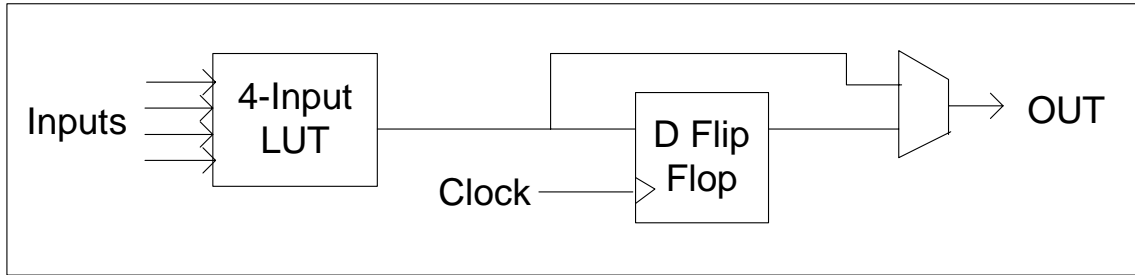 Inputs
4-Input
LUT
Clock
D Flip
Flop
OUT